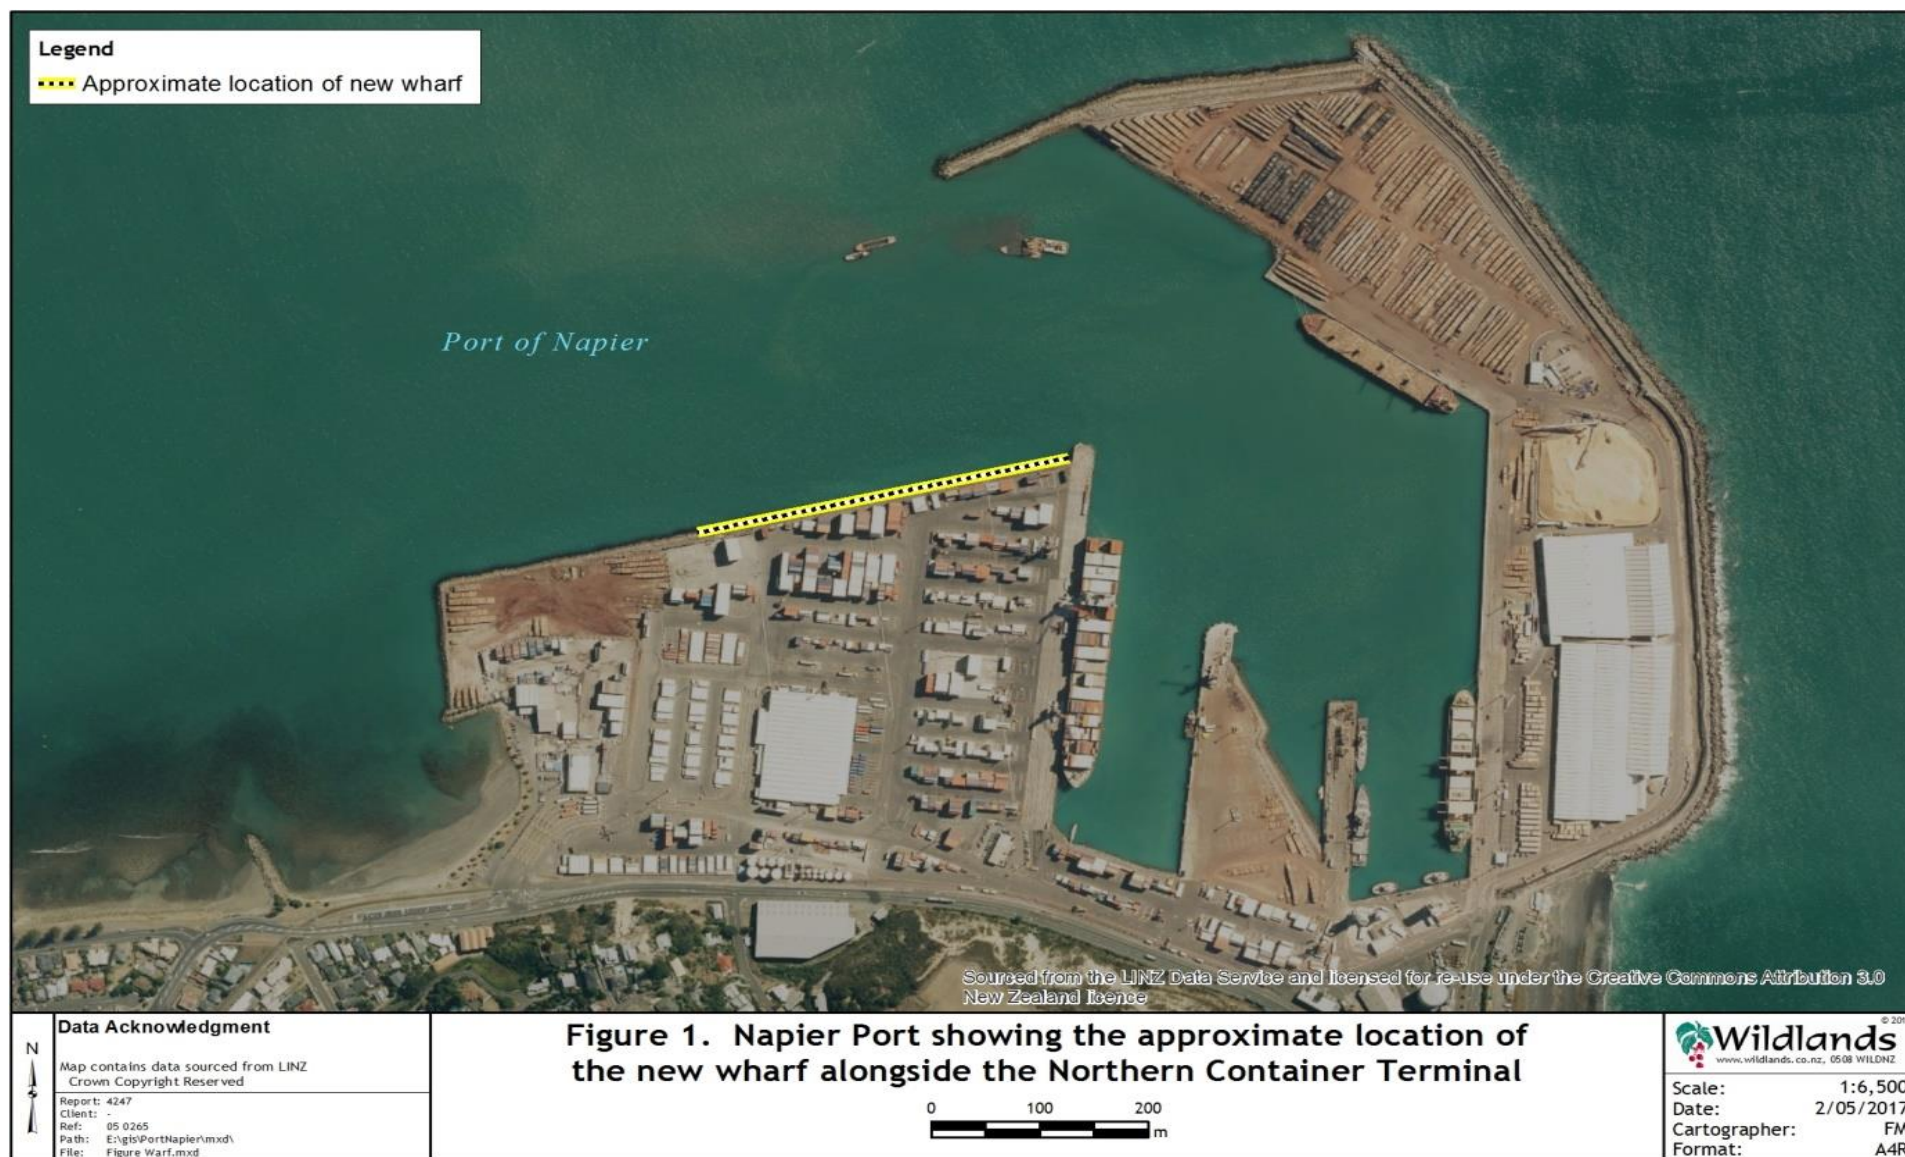 Legend
Approximate location of new wharf
Port of Napier
Sourced from the LINZ Data Service and licensed for re-use under the Creative Commons Attribution 3.0
New Zealand licence
N
Data Acknowledgment
Map contains data sourced from LINZ
Crown Copyright Reserved
Report: 4247
Client: -
Ref: 05 0265
Path: E:\gis\PortNapier\mxd\
File: Figure Warf.mxd
Figure 1. Napier Port showing the approximate location of
the new wharf alongside the Northern Container Terminal
0 100 200
m
© 201
Wildlands
www.wildlands.co.nz, 0508 WILDNZ
Scale: 1:6,500
Date: 2/05/2017
Cartographer: FM
Format: A4R